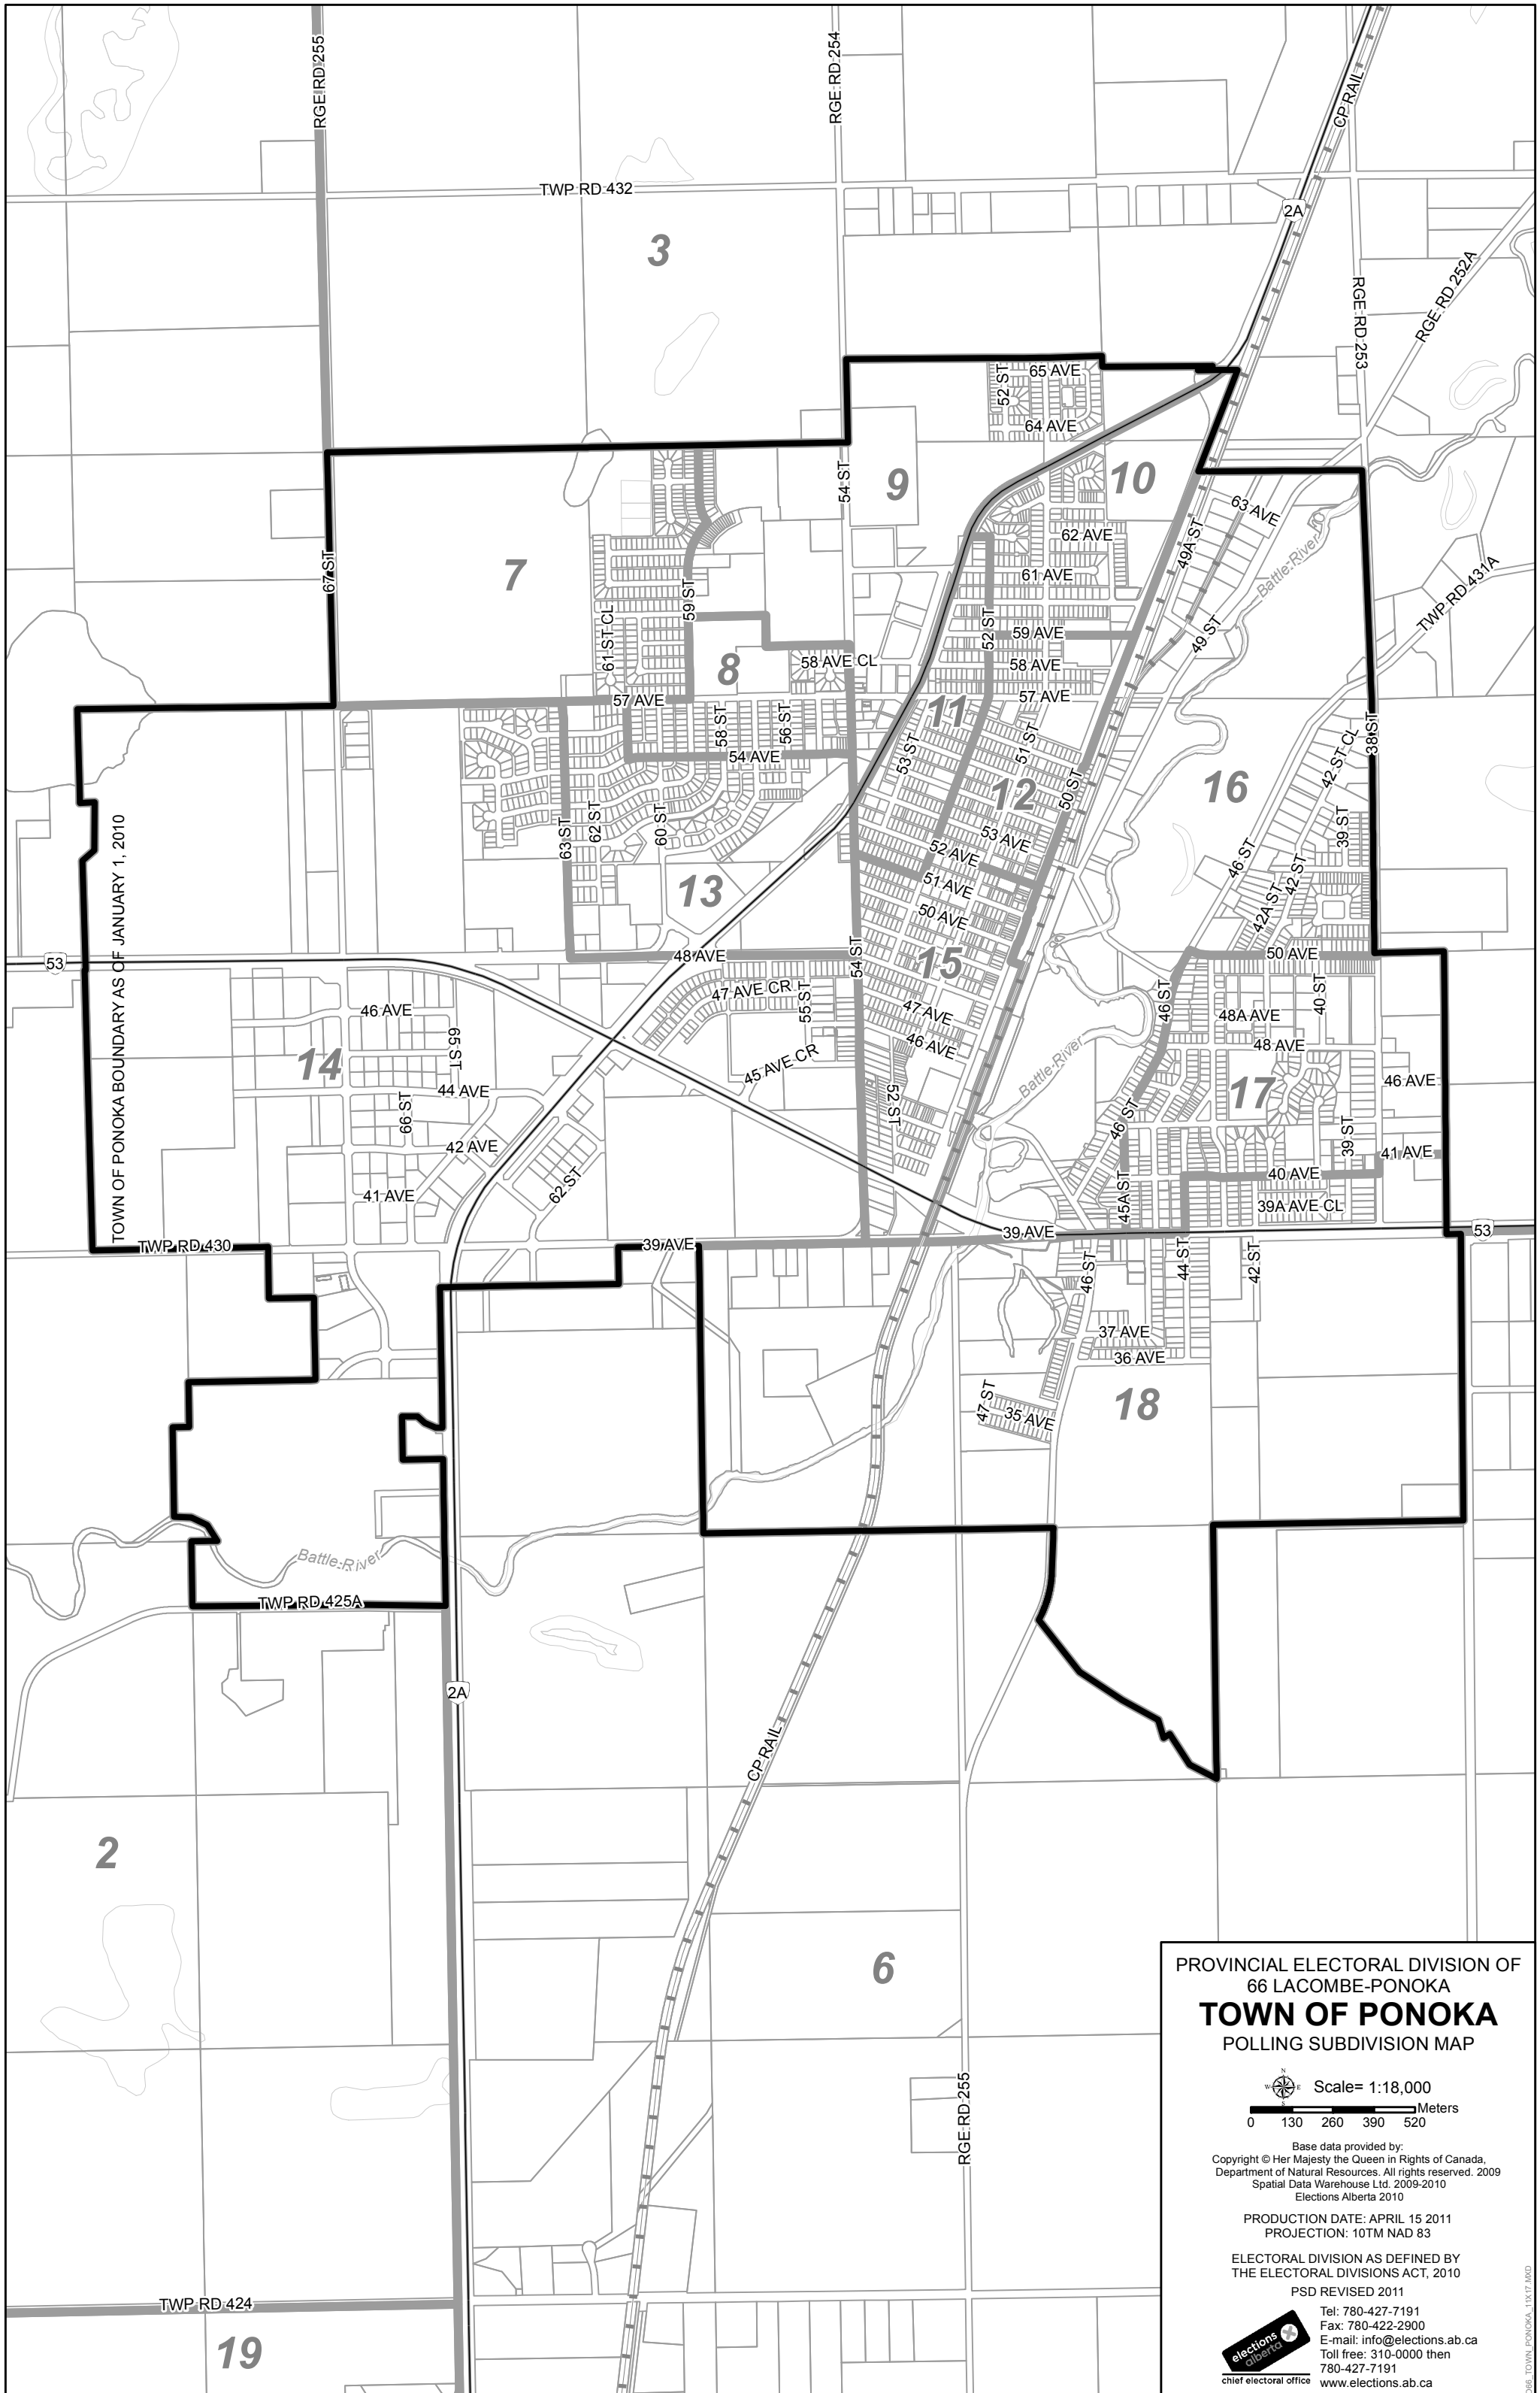 RGE RD 255
RGE RD 254
CP RAIL
TWP RD 432
2A
3
RGE RD 253
RGE RD 252A
65 AVE
52 ST
64 AVE
54 ST
9
10
63 AVE
67 ST
7
62 AVE
49A ST
Battle River
61 AVE
TWP RD 431A
59 ST
61 ST CL
52 ST
59 AVE
49 ST
8
58 AVE CL
58 AVE
57 AVE
57 AVE
11
58 ST
56 ST
53 ST
51 ST
38 ST
54 AVE
42 ST CL
16
12
50 ST
TOWN OF PONOKA BOUNDARY AS OF JANUARY 1, 2010
63 ST
62 ST
60 ST
53 AVE
39 ST
52 AVE
46 ST
42 ST
51 AVE
13
42A ST
50 AVE
53
48 AVE
54 ST
15
50 AVE
47 AVE CR
55 ST
46 ST
40 ST
46 AVE
47 AVE
48A AVE
65 ST
46 AVE
48 AVE
14
45 AVE CR
Battle River
44 AVE
52 ST
17
46 AVE
66 ST
46 ST
42 AVE
39 ST
41 AVE
62 ST
40 AVE
41 AVE
45A ST
39A AVE CL
TWP RD 430
39 AVE
39 AVE
53
46 ST
44 ST
42 ST
37 AVE
36 AVE
47 ST
35 AVE
18
Battle River
TWP RD 425A
2A
CP RAIL
2
6
RGE RD 255
TWP RD 424
19
PROVINCIAL ELECTORAL DIVISION OF
66 LACOMBE-PONOKA
TOWN OF PONOKA
POLLING SUBDIVISION MAP
N
W E
S
Scale= 1:18,000
Meters
0 130 260 390 520
Base data provided by:
Copyright © Her Majesty the Queen in Rights of Canada,
Department of Natural Resources. All rights reserved. 2009
Spatial Data Warehouse Ltd. 2009-2010
Elections Alberta 2010
PRODUCTION DATE: APRIL 15 2011
PROJECTION: 10TM NAD 83
ELECTORAL DIVISION AS DEFINED BY
THE ELECTORAL DIVISIONS ACT, 2010
PSD REVISED 2011
elections
alberta
chief electoral office
Tel: 780-427-7191
Fax: 780-422-2900
E-mail: info@elections.ab.ca
Toll free: 310-0000 then
780-427-7191
www.elections.ab.ca